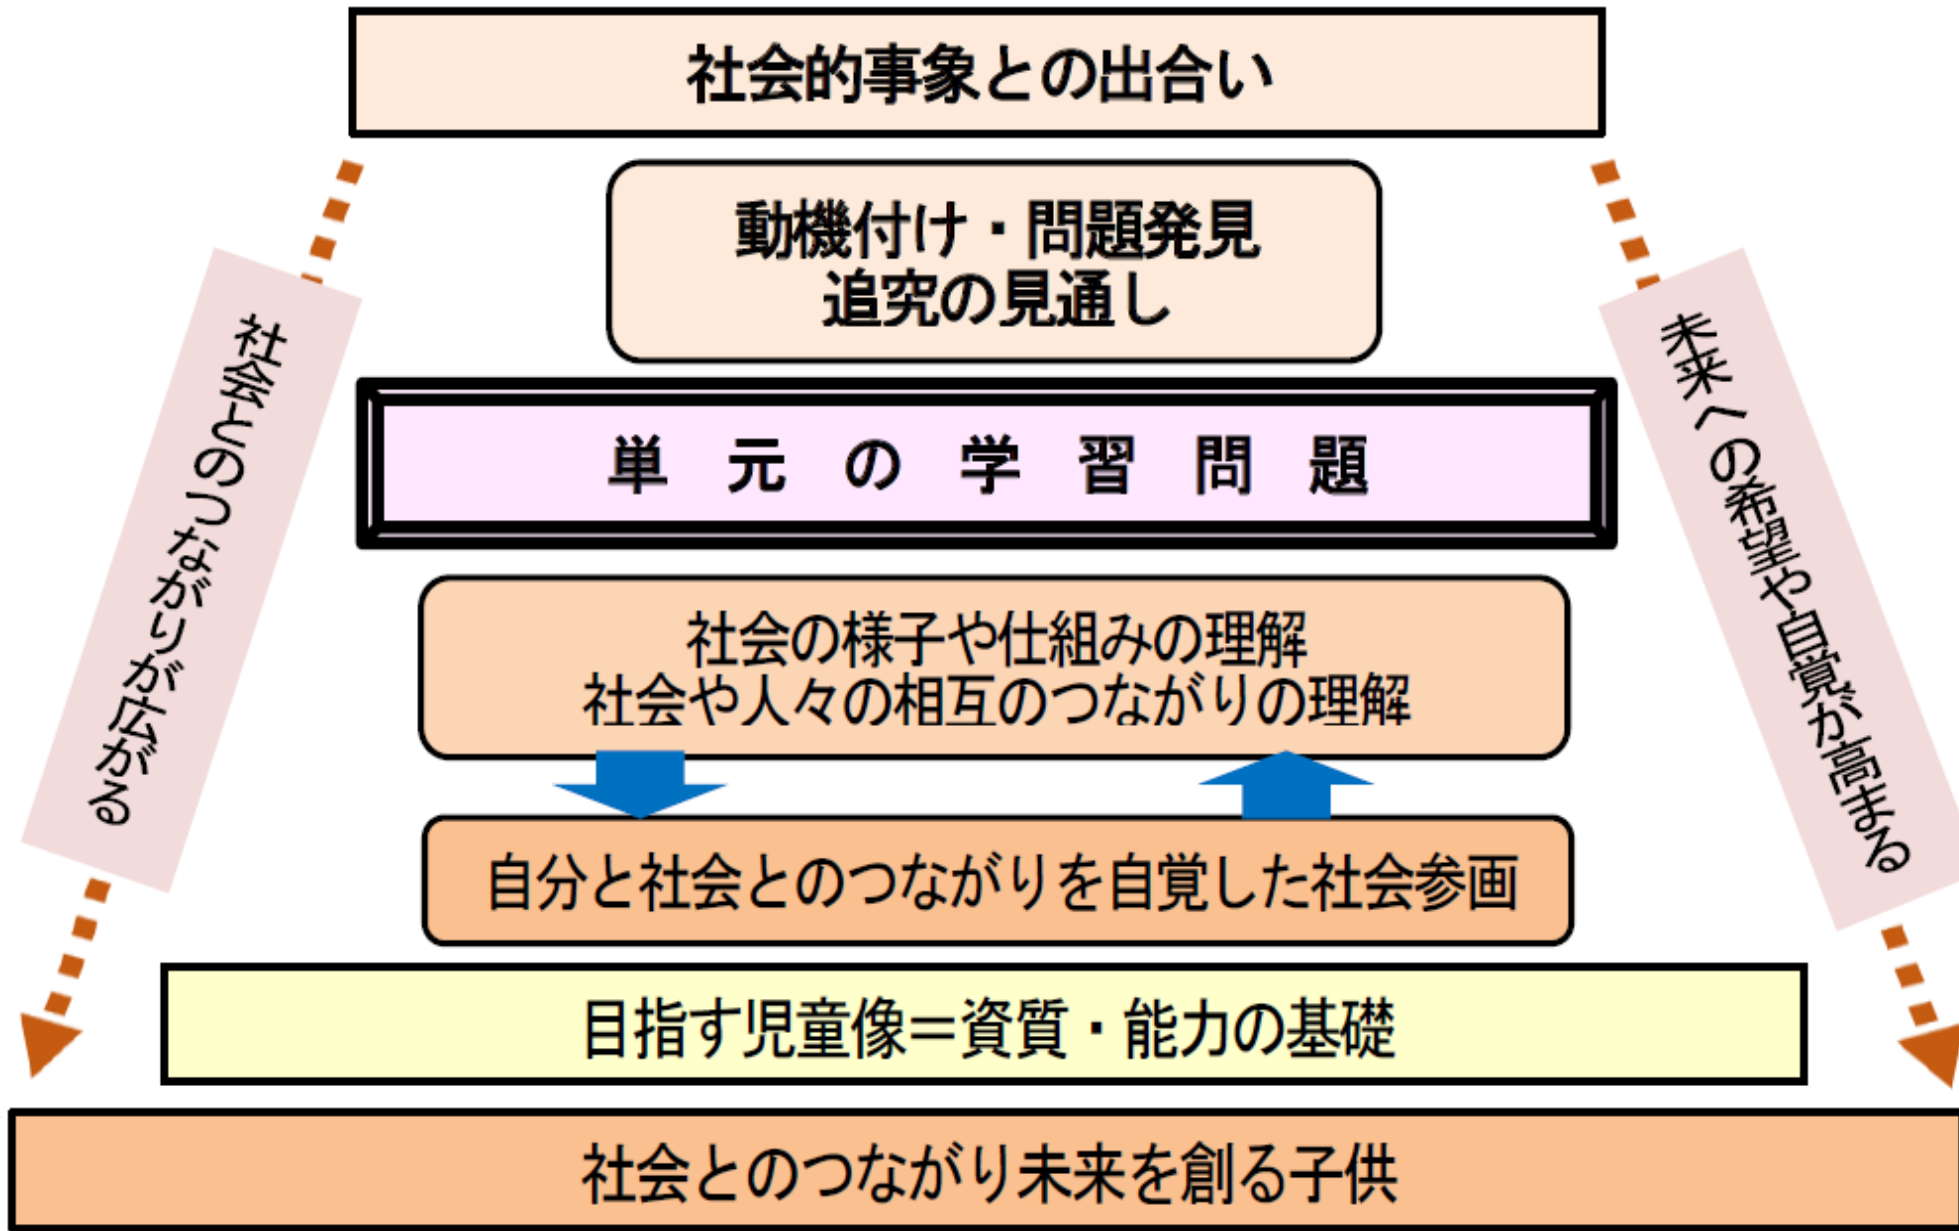 社会的事象との出合い
動機付け・問題発見
追究の見通し
単元の学習問題
社会とのつながりが広がる
未来への希望や自覚が高まる
社会の様子や仕組みの理解
社会や人々の相互のつながりの理解
自分と社会とのつながりを自覚した社会参画
目指す児童像＝資質・能力の基礎
社会とのつながり未来を創る子供